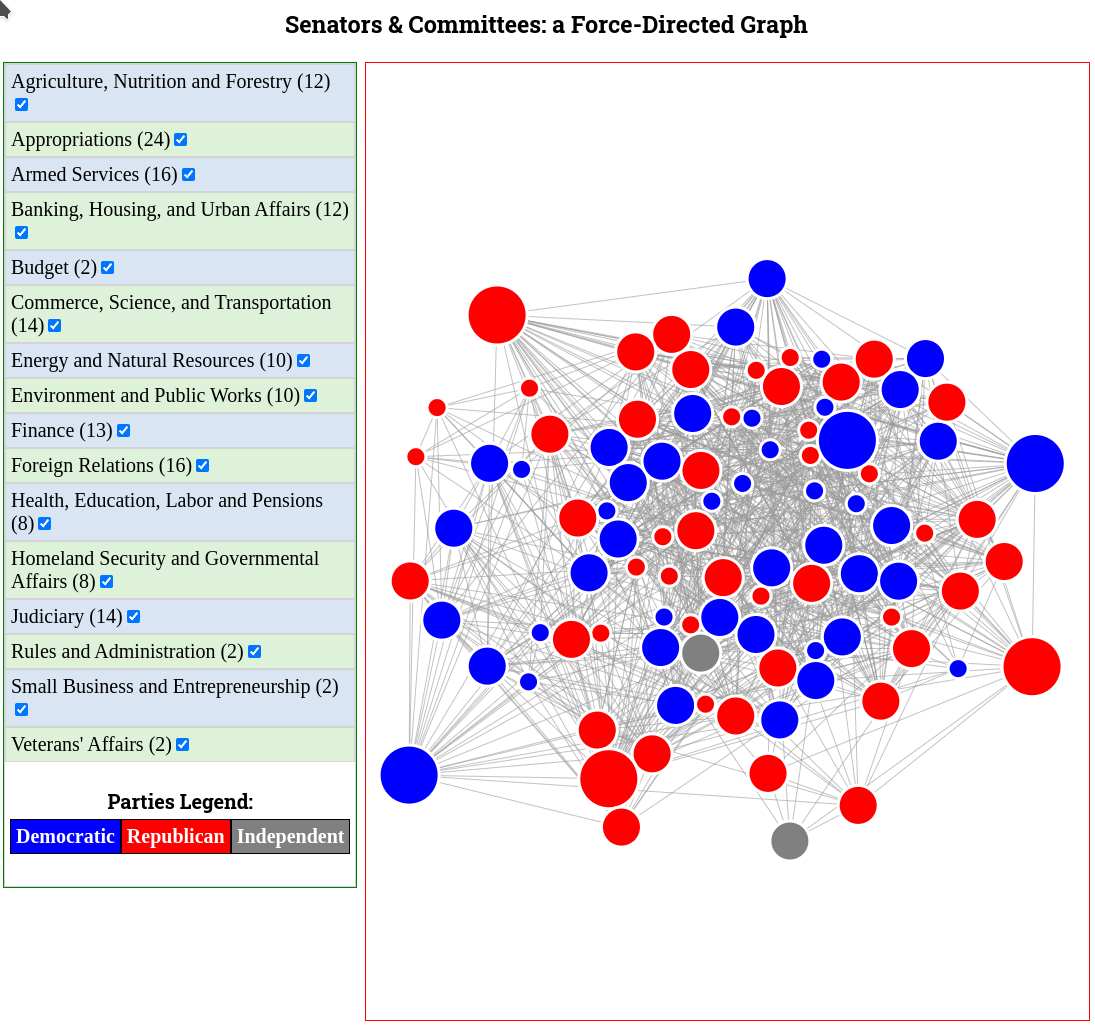 Senators & Committees: a Force-Directed Graph
Agriculture, Nutrition and Forestry (12)
Appropriations (24)
Armed Services (16)
Banking, Housing, and Urban Affairs (12)
Budget (2)
Commerce, Science, and Transportation
(14)
Energy and Natural Resources (10)
Environment and Public Works (10)
Finance (13)
Foreign Relations (16)
Health, Education, Labor and Pensions
(8)
Homeland Security and Governmental
Affairs (8)
Judiciary (14)
Rules and Administration (2)
Small Business and Entrepreneurship (2)
Veterans' Affairs (2)
Parties Legend:
Democratic Republican Independent